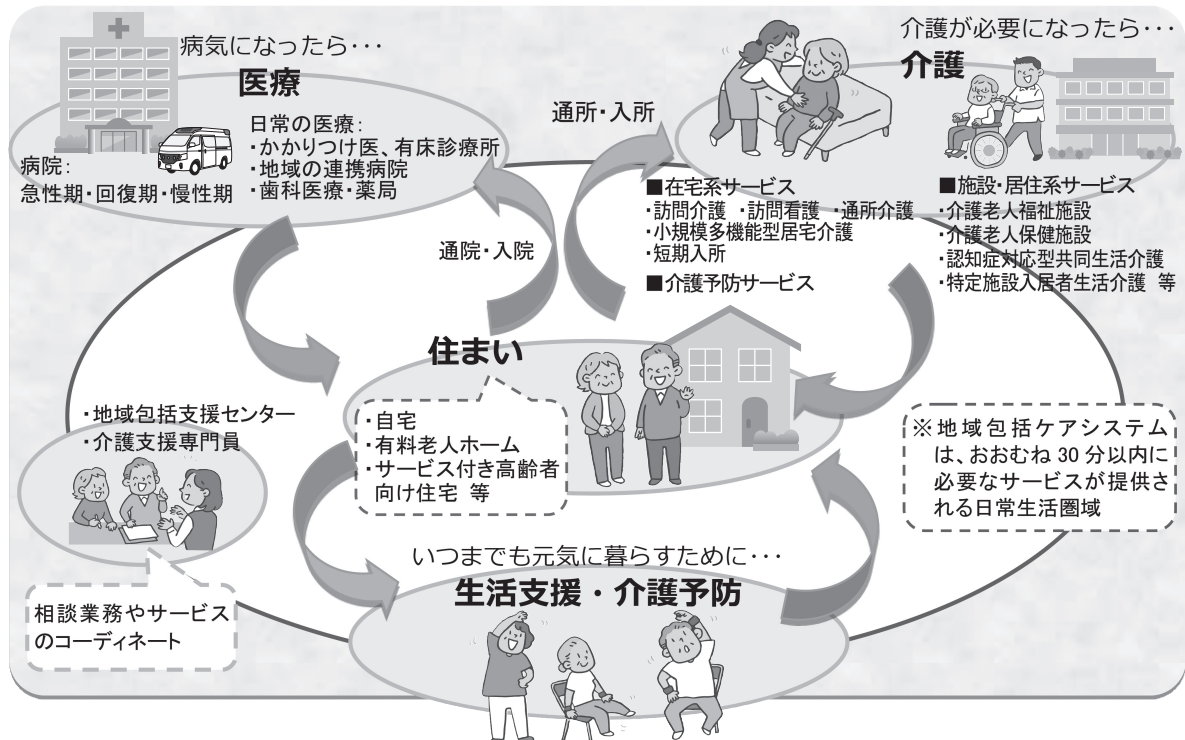 病気になったら・・・
医療
日常の医療：
・かかりつけ医、有床診療所
・地域の連携病院
・歯科医療・薬局
病院：
急性期・回復期・慢性期
介護が必要になったら・・・
介護
通所・入所
■在宅系サービス
・訪問介護 ・訪問看護 ・通所介護
・小規模多機能型居宅介護
・短期入所
■介護予防サービス
■施設・居住系サービス
・介護老人福祉施設
・介護老人保健施設
・認知症対応型共同生活介護
・特定施設入居者生活介護 等
通院・入院
住まい
・自宅
・有料老人ホーム
・サービス付き高齢者
向け住宅 等
・地域包括支援センター
・介護支援専門員
相談業務やサービス
のコーディネート
※地域包括ケアシステム
は、おおむね 30 分以内に
必要なサービスが提供さ
れる日常生活圏域
いつまでも元気に暮らすために・・・
生活支援・介護予防